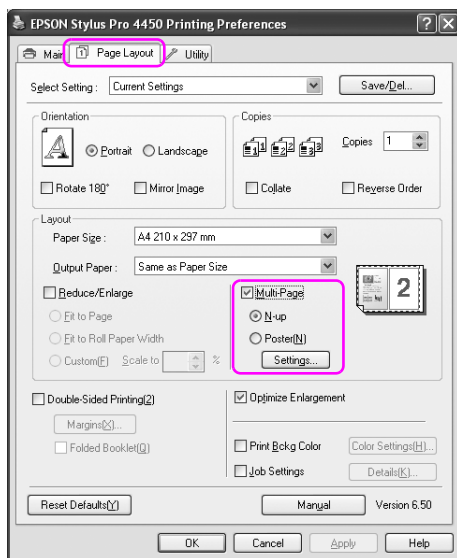 EPSON Stylus Pro 4450 Printing Preferences
Main Page Layout Utility
Select Setting : Current Settings Save/Del...
Orientation Copies
A Portrait Landscape Copies 1
Rotate 180° Mirror Image Collate Reverse Order
Layout
Paper Size : A4 210 x 297 mm
Output Paper : Same as Paper Size
Reduce/Enlarge Multi-Page 2
Fit to Page N-up
Fit to Roll Paper Width Poster(N)
Custom(F) Scale to % Settings...
Double-Sided Printing(2) Optimize Enlargement
Margins(X)...
Folded Booklet(Q) Print Bckg Color Color Settings(H)...
Job Settings Details(K)...
Reset Defaults(Y) Manual Version 6.50
OK Cancel Apply Help